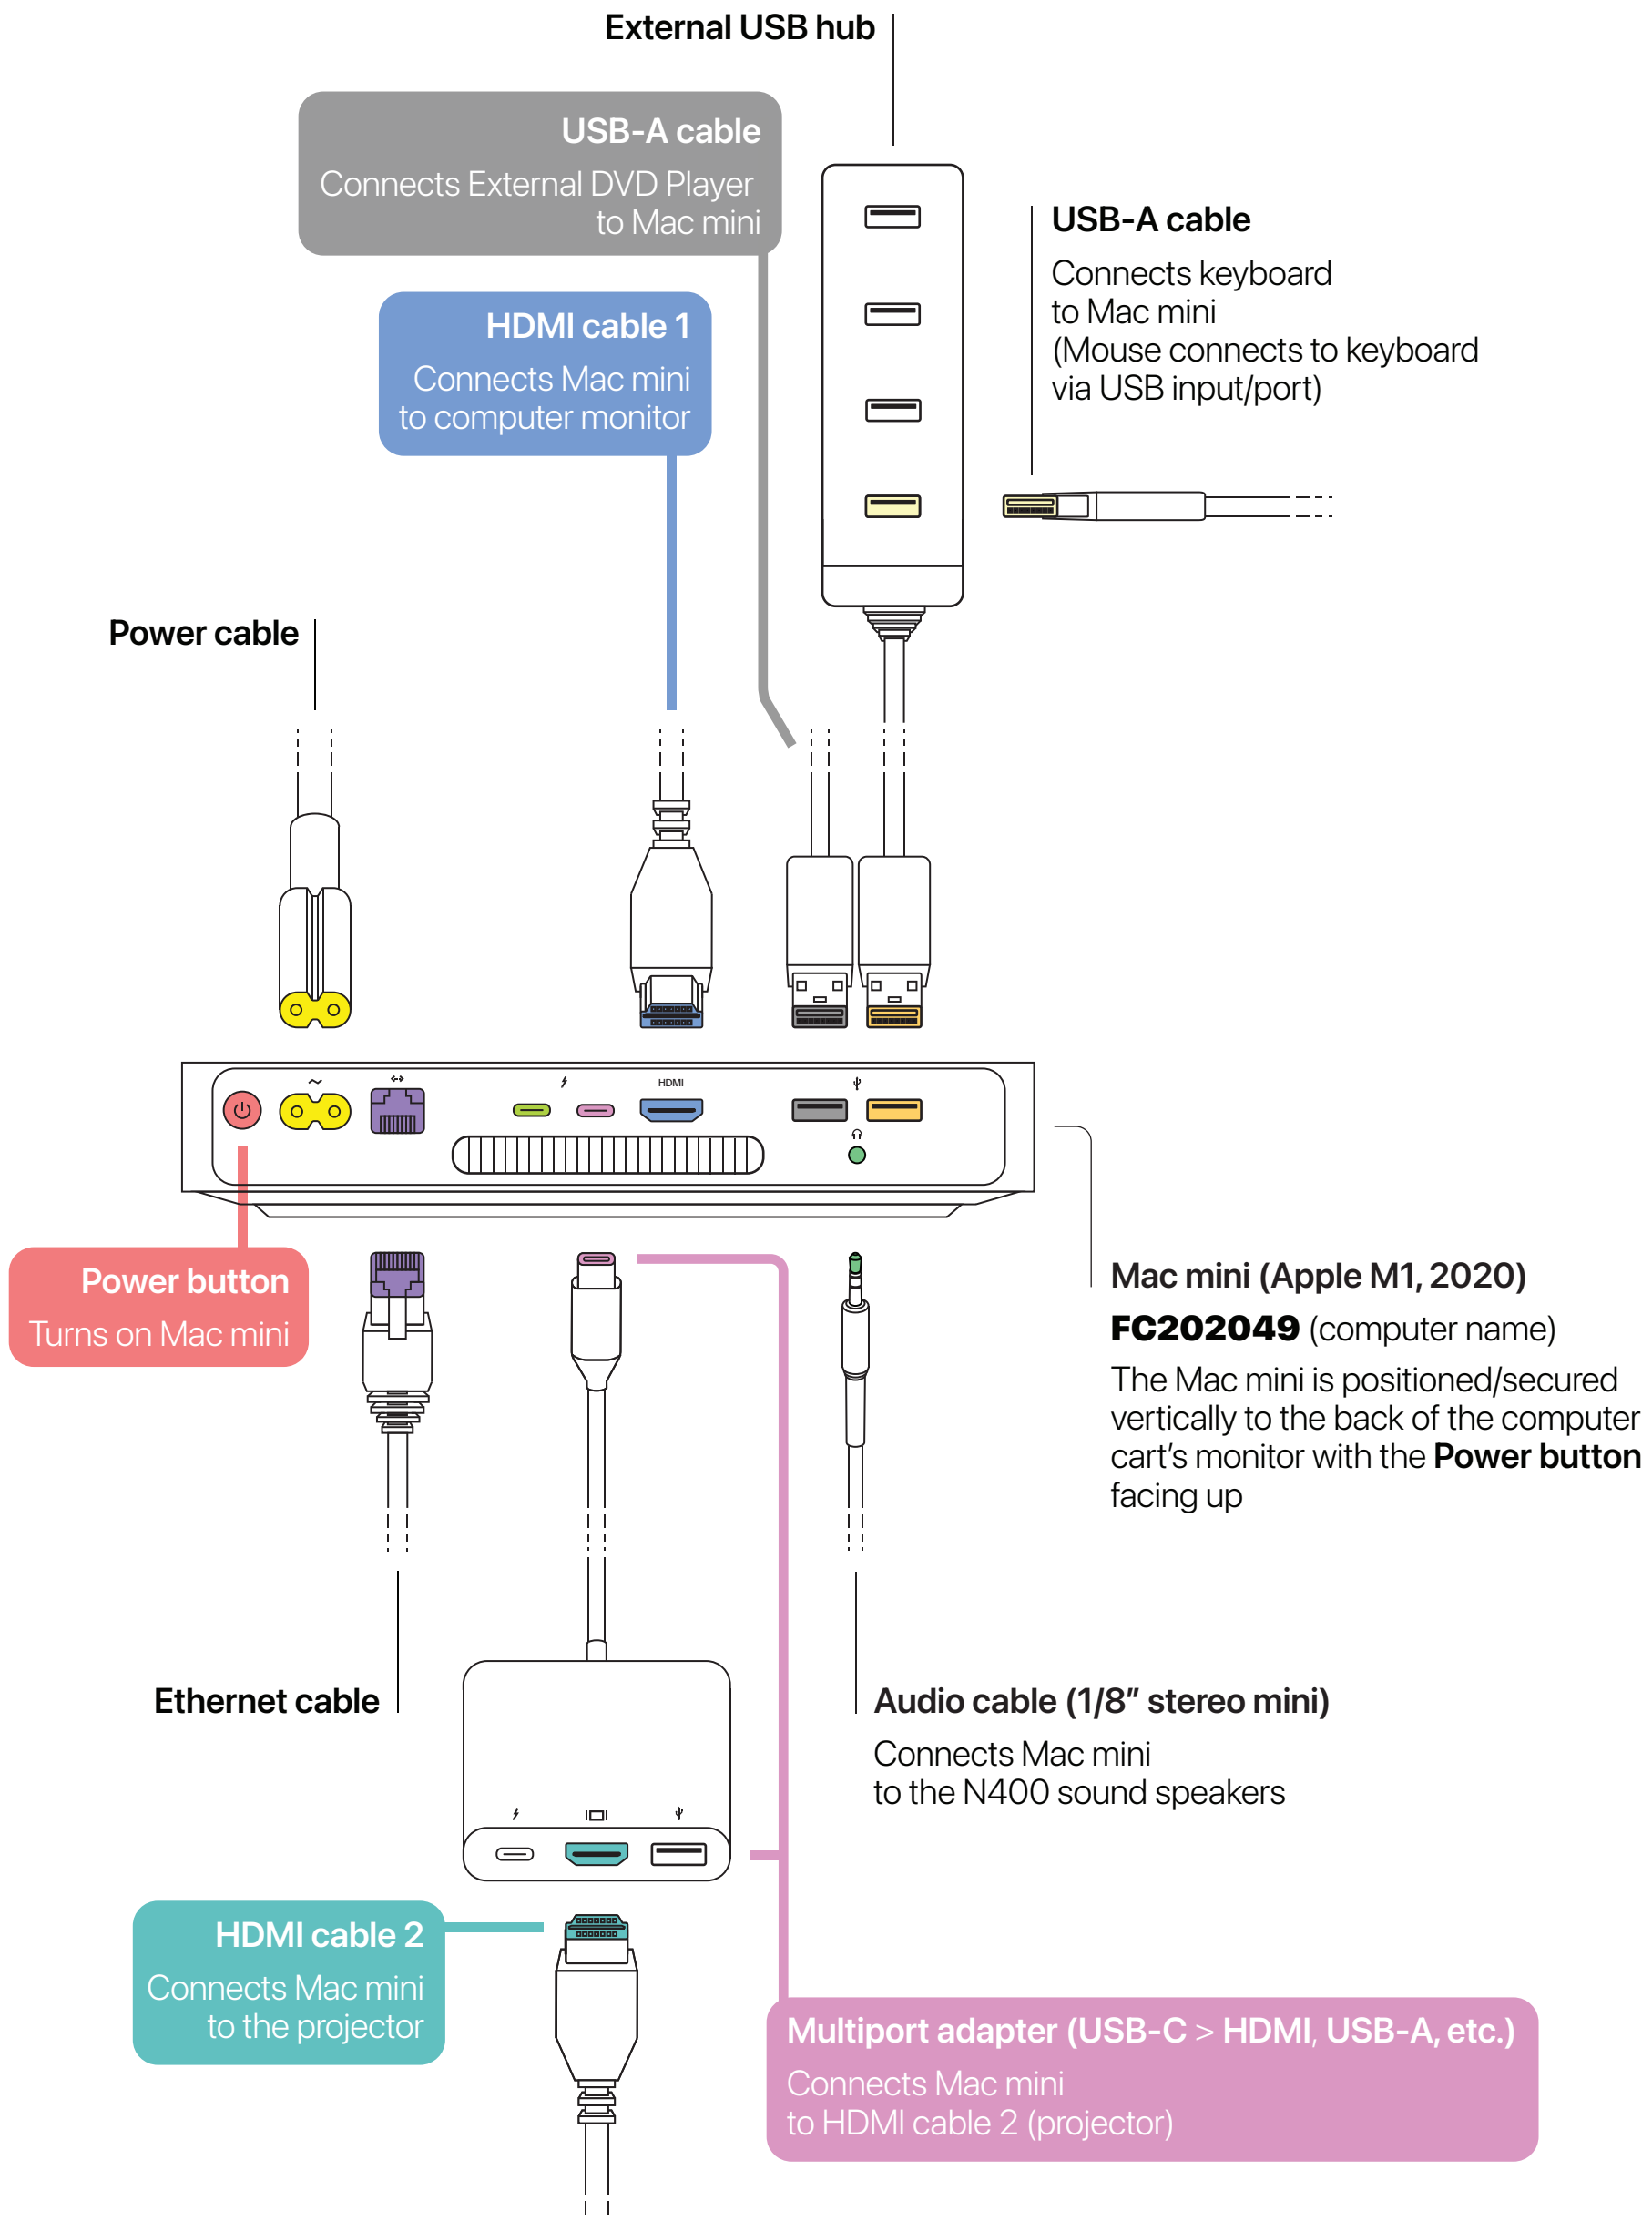 External USB hub
USB-A cable
Connects External DVD Player
to Mac mini
USB-A cable
Connects keyboard
to Mac mini
(Mouse connects to keyboard
via USB input/port)
HDMI cable 1
Connects Mac mini
to computer monitor
Power cable
HDMI
Power button
Turns on Mac mini
Mac mini (Apple M1, 2020)
FC202049 (computer name)
The Mac mini is positioned/secured
vertically to the back of the computer
cart's monitor with the Power button
facing up
Ethernet cable
Audio cable (1/8” stereo mini)
Connects Mac mini
to the N400 sound speakers
HDMI cable 2
Connects Mac mini
to the projector
Multiport adapter (USB-C > HDMI, USB-A, etc.)
Connects Mac mini
to HDMI cable 2 (projector)